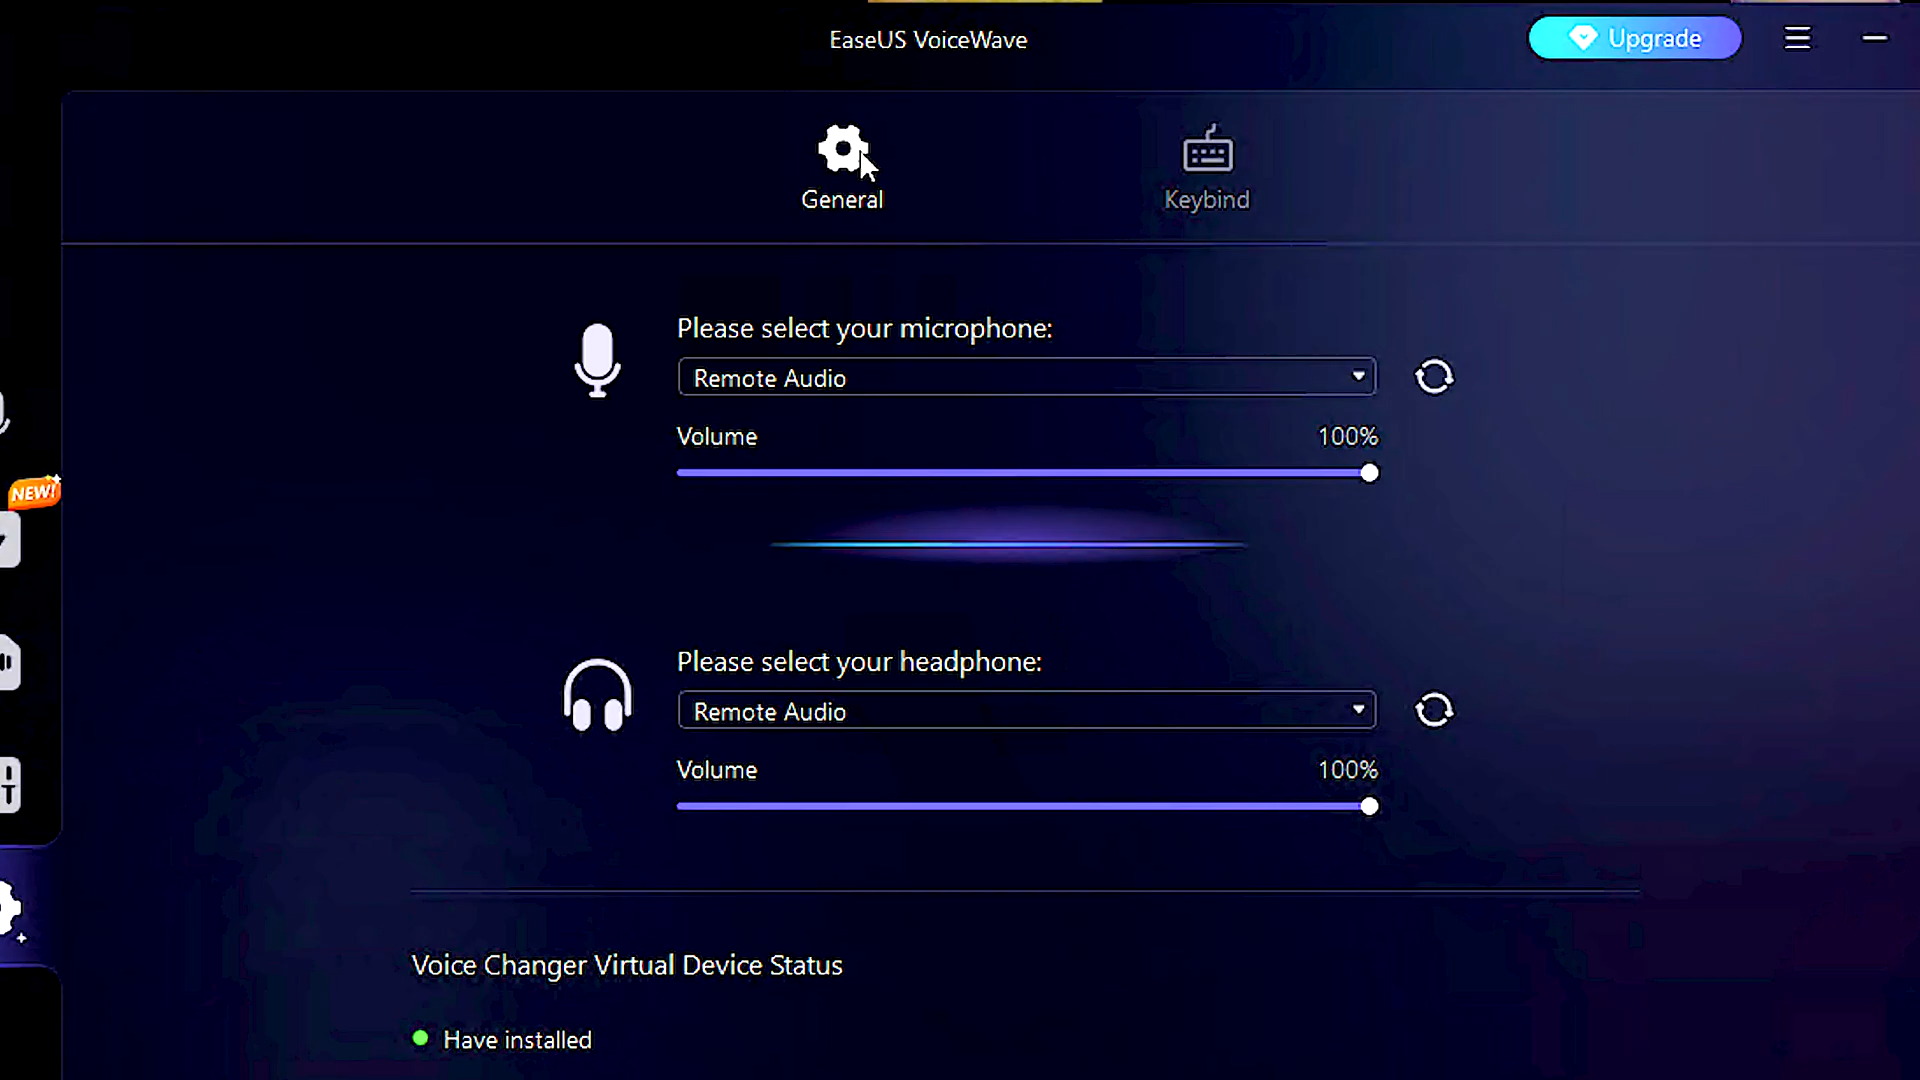 EaseUS VoiceWave
Upgrade
General
Keybind
Please select your microphone:
Remote Audio
Volume
100%
NEW!
Please select your headphone:
Remote Audio
Volume
100%
Voice Changer Virtual Device Status
Have installed